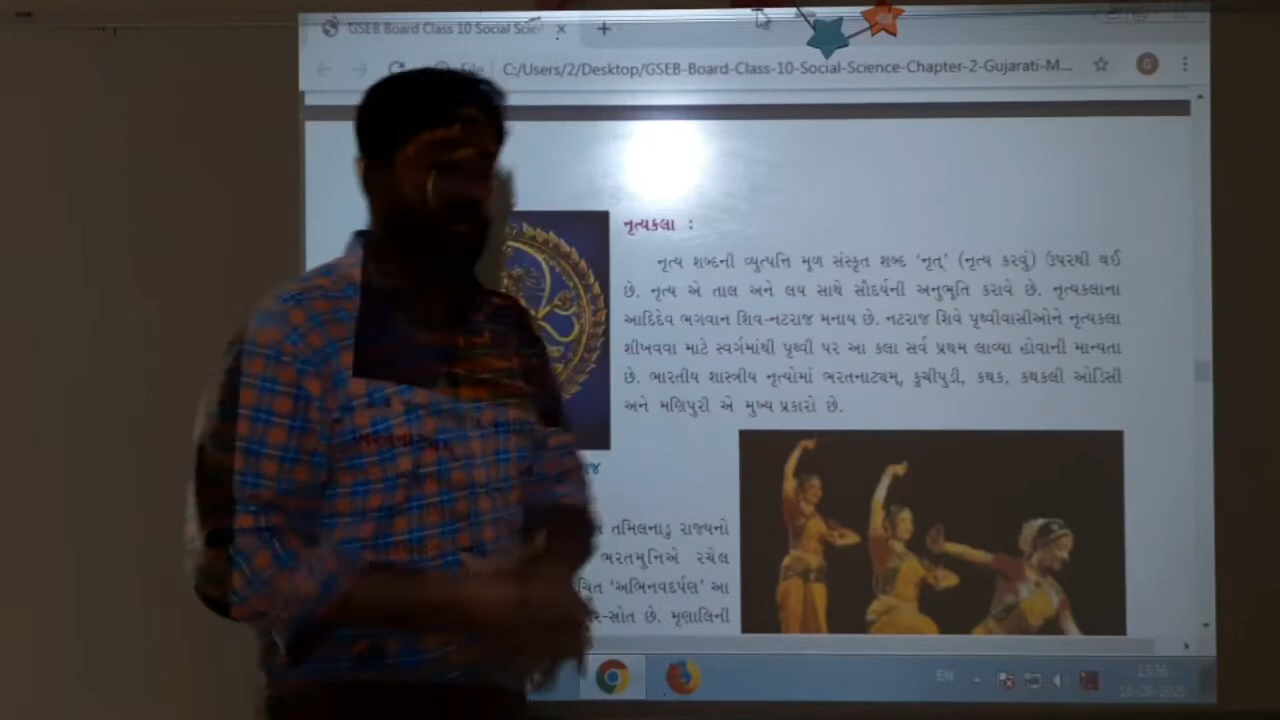 GSEB Board Class 10 Social Scie
File
C:/Users/2/Desktop/GSEB-Board-Class-10-Social-Science-Chapter-2-Gujarati-M...
G
નૃત્યકલા :
નૃત્ય શબ્દની વ્યુત્પત્તિ મૂળ સંસ્કૃત શબ્દ ‘નૃત્’ (નૃત્ય કરવું) ઉપરથી થઈ
છે. નૃત્ય એ તાલ અને લય સાથે સૌદર્યની અનુભૂતિ કરાવે છે. નૃત્યકલાના
આદિદેવ ભગવાન શિવ-નટરાજ મનાય છે. નટરાજ શિવે પૃથ્વીવાસીઓને નૃત્યકલા
શીખવવા માટે સ્વર્ગમાંથી પૃથ્વી પર આ કલા સર્વ પ્રથમ લાવ્યા હોવાની માન્યતા
છે. ભારતીય શાસ્ત્રીય નૃત્યોમાં ભરતનાટ્યમ્, કુચીપુડી, કથક, કથકલી ઓડિસી
અને મણિપુરી એ મુખ્ય પ્રકારો છે.
તમિલનાડુ રાજ્યનો
ભરતમુનિએ રચેલ
‘અભિનવદર્પણ’ આ
છે. મૃણાલિની
EN